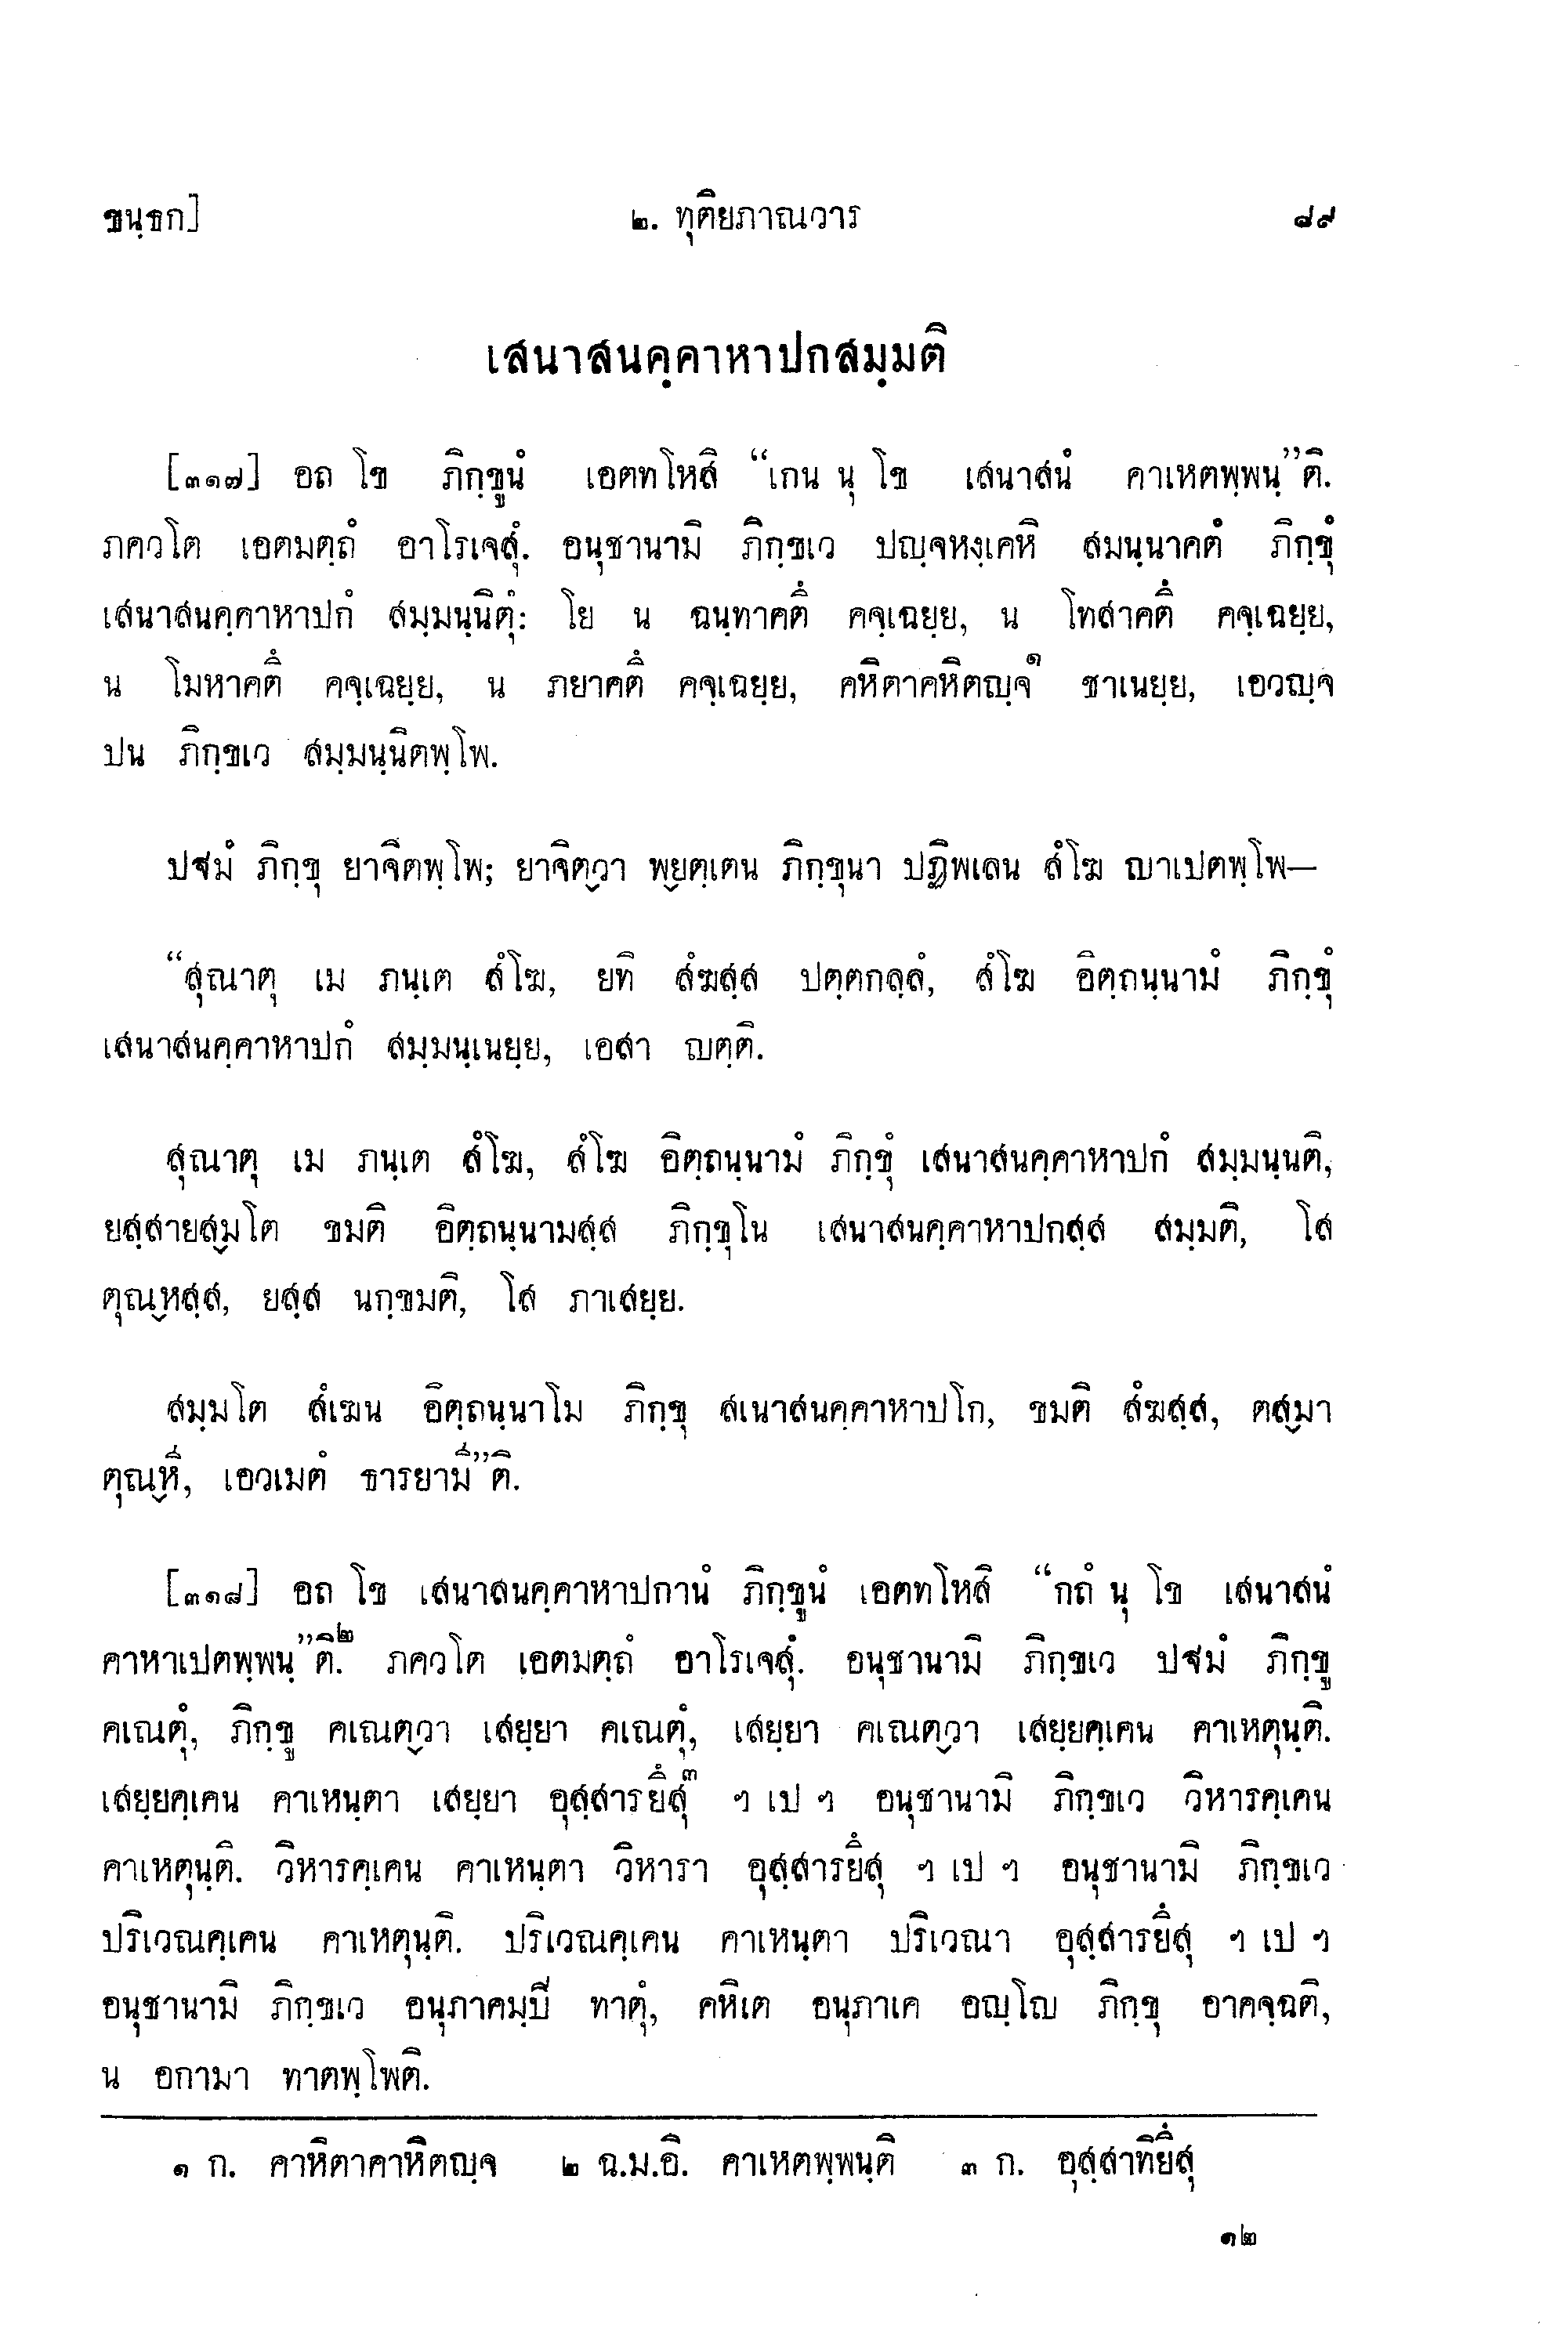 ขนฺธก]
๒. ทุติยภาณวาร
๘๙
เสนาสนคฺคาหาปกสมฺมติ
[๓๑๗] อถ โข ภิกฺขูนํ เอตทโหสิ “เกน นุ โข เสนาสนํ คาเหตพฺพนฺ”ติ.
ภควโต เอตมตฺถํ อาโรเจสุํ. อนุชานามิ ภิกฺขเว ปญฺจหงฺเคหิ สมนฺนาคตํ ภิกฺขุํ
เสนาสนคฺคาหาปกํ สมฺมนฺนิตุํ: โย น ฉนฺทาคตึ คจฺเฉยฺย, น โทสาคตึ คจฺเฉยฺย,
น โมหาคตึ คจฺเฉยฺย, น ภยาคตึ คจฺเฉยฺย, คหิตาคหิตญฺจ๑ ชาเนยฺย, เอวญฺจ
ปน ภิกฺขเว สมฺมนฺนิตพฺโพ.
ปฐมํ ภิกฺขุ ยาจิตพฺโพ; ยาจิตฺวา พฺยตฺเตน ภิกฺขุนา ปฏิพเลน สํโฆ ญาเปตพฺโพ—
“สุณาตุ เม ภนฺเต สํโฆ, ยทิ สํฆสฺส ปตฺตกลฺลํ, สํโฆ อิตฺถนฺนามํ ภิกฺขุํ
เสนาสนคฺคาหาปกํ สมฺมนฺเนยฺย, เอสา ญตฺติ.
สุณาตุ เม ภนฺเต สํโฆ, สํโฆ อิตฺถนฺนามํ ภิกฺขุํ เสนาสนคฺคาหาปกํ สมฺมนฺนติ,
ยสฺสายสฺมโต ขมติ อิตฺถนฺนามสฺส ภิกฺขุโน เสนาสนคฺคาหาปกสฺส สมฺมติ, โส
ตุณฺหสฺส, ยสฺส นกฺขมติ, โส ภาเสยฺย.
สมฺมโต สํเฆน อิตฺถนฺนาโม ภิกฺขุ สเนาสนคฺคาหาปโก, ขมติ สํฆสฺส, ตสฺมา
ตุณฺหี, เอวเมตํ ธารยามี”ติ.
[๓๑๘] อถ โข เสนาสนคฺคาหาปกานํ ภิกฺขูนํ เอตทโหสิ “กถํ นุ โข เสนาสนํ
คาหาเปตพฺพนฺ”ติ.๒ ภควโต เอตมตฺถํ อาโรเจสุํ. อนุชานามิ ภิกฺขเว ปฐมํ ภิกฺขู
คเณตุํ, ภิกฺขู คเณตฺวา เสยฺยา คเณตุํ, เสยฺยา คเณตฺวา เสยฺยคฺเคน คาเหตุนฺติ.
เสยฺยคฺเคน คาเหนฺตา เสยฺยา อุสฺสารยึสุ๓ ฯ เป ฯ อนุชานามิ ภิกฺขเว วิหารคฺเคน
คาเหตุนฺติ. วิหารคฺเคน คาเหนฺตา วิหารา อุสฺสารยึสุ ฯ เป ฯ อนุชานามิ ภิกฺขเว
ปริเวณคฺเคน คาเหตุนฺติ. ปริเวณคฺเคน คาเหนฺตา ปริเวณา อุสฺสารยึสุ ฯ เป ฯ
อนุชานามิ ภิกฺขเว อนุภาคมฺปิ ทาตุํ, คหิเต อนุภาเค อญฺโญ ภิกฺขุ อาคจฺฉติ,
น อกามา ทาตพฺโพติ.
๑ ก. คาหิตาคาหิตญฺจ ๒ ฉ.ม.อิ. คาเหตพฺพนฺติ ๓ ก. อุสฺสาทิยึสุ
๑๒